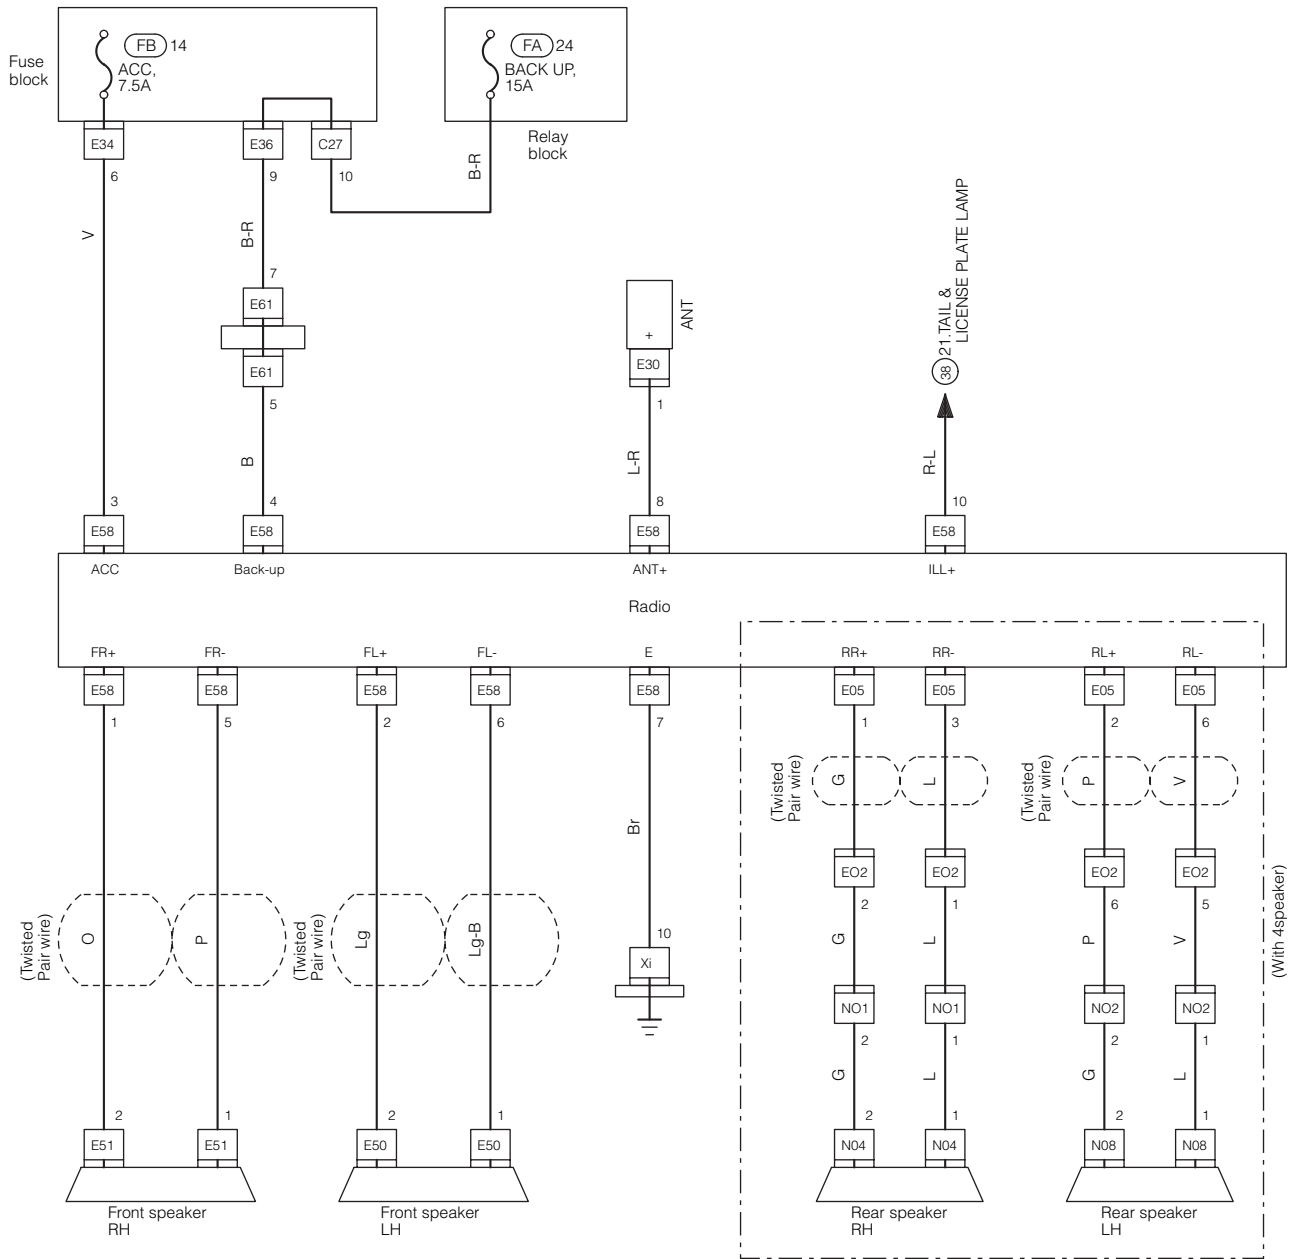 Fuse
block
FB 14
ACC,
7.5A
FA 24
BACK UP,
15A
Relay
block
E34
E36
C27
6
9
10
V
B-R
B-R
7
E61
E61
5
B
ANT
+
E30
1
L-R
38 21.TAIL &
LICENSE PLATE LAMP
R-L
3
4
8
10
E58
E58
E58
E58
ACC
Back-up
ANT+
ILL+
Radio
FR+
FR-
FL+
FL-
E
RR+
RR-
RL+
RL-
E58
E58
E58
E58
E58
E05
E05
E05
E05
1
5
2
6
7
1
3
2
6
(Twisted
Pair wire)
G
L
(Twisted
Pair wire)
P
V
Br
EO2
EO2
EO2
EO2
2
1
6
5
(With 4speaker)
(Twisted
Pair wire)
O
P
(Twisted
Pair wire)
Lg
Lg-B
10
Xi
G
L
P
V
NO1
NO1
NO2
NO2
2
1
2
1
G
L
G
L
2
1
2
1
2
1
2
1
E51
E51
E50
E50
N04
N04
N08
N08
Front speaker
RH
Front speaker
LH
Rear speaker
RH
Rear speaker
LH